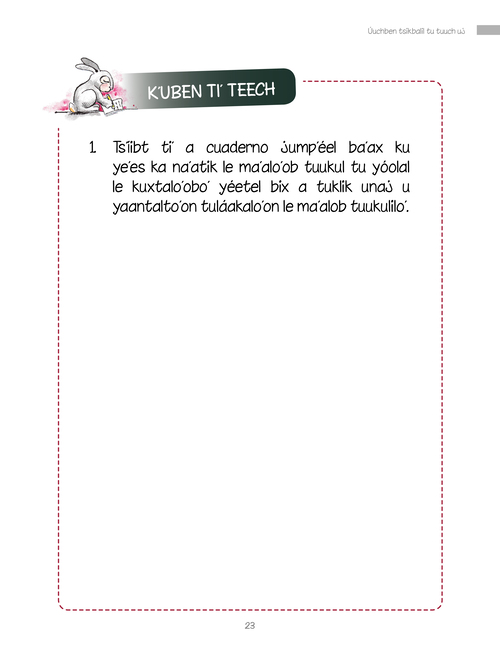 Úuchben tsikbalil tu tuuch uj
K'UBEN TI' TEECH
1. Ts'íibt ti' a cuaderno jump'éel ba'ax ku
ye'es ka na'atik le ma'alo'ob tuukul tu yóolal
le kuxtalo'obo' yéetel bix a tuklik unaj u
yaantalto'on tuláakalo'on le ma'alob tuukulilo'.
23